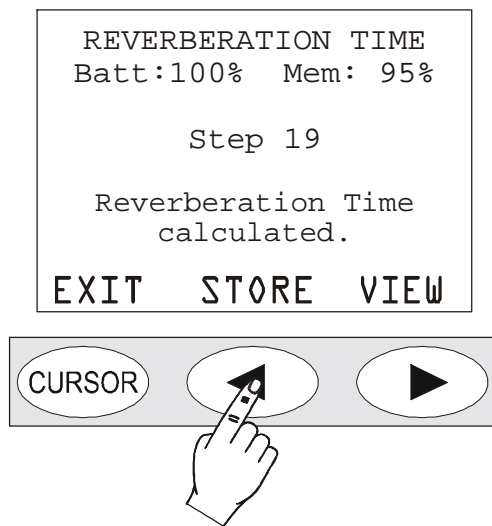 REVERBERATION TIME
Batt:100% Mem: 95%
Step 19
Reverberation Time
calculated.
EXIT STORE VIEW
CURSOR